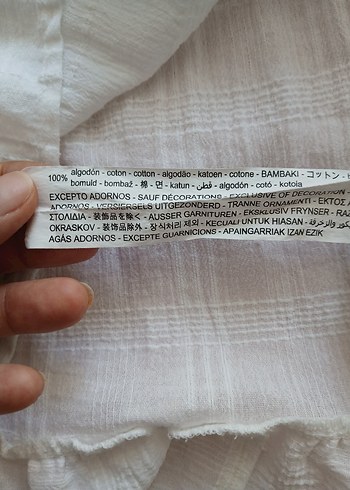 100% algodón - coton - cotton - algodão - katoen - cotone - BAMBAKI - コットン -
bomuld - bombaž - 棉 - 면 - katun - قطن - algodón - cotó - kotoia
EXCEPTO ADORNOS - SAUF DÉCORATIONS - EXCLUSIVE OF DECORATION -
ADORNOS - VERSIERSELS UITGEZONDERD - TRANNE ORNAMENTI - ΕΚΤΟΣ
ΣΤΟΛΙΔΙΑ - 装飾品を除く - AUSSER GARNITUREN - EKSKLUSIV FRYNSER -
OKRASKOV - 装饰品除外 - 장식처리 제외 - KECUALI UNTUK HIASAN -
AGÁS ADORNOS - EXCEPTE GUARNICIONS - APAINGARRIAK IZAN EZIK